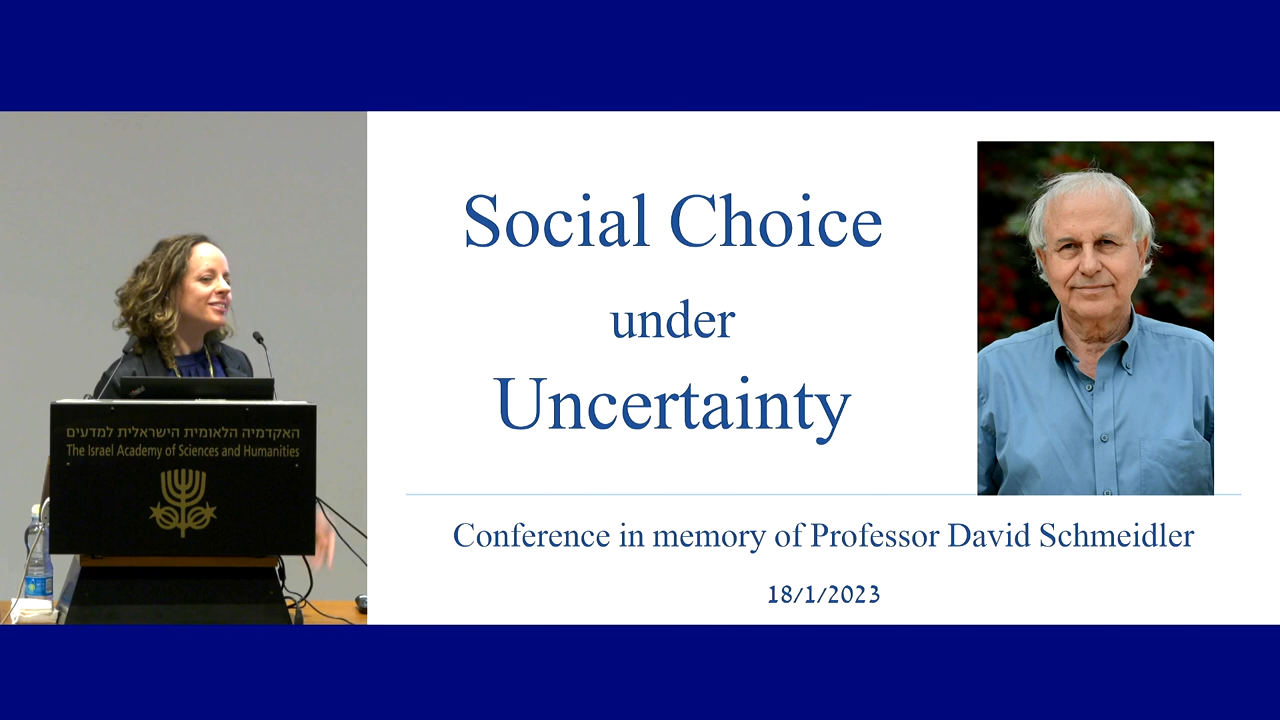 האקדמיה הלאומית הישראלית למדעים
The Israel Academy of Sciences and Humanities
Social Choice
under
Uncertainty
Conference in memory of Professor David Schmeidler
18/1/2023